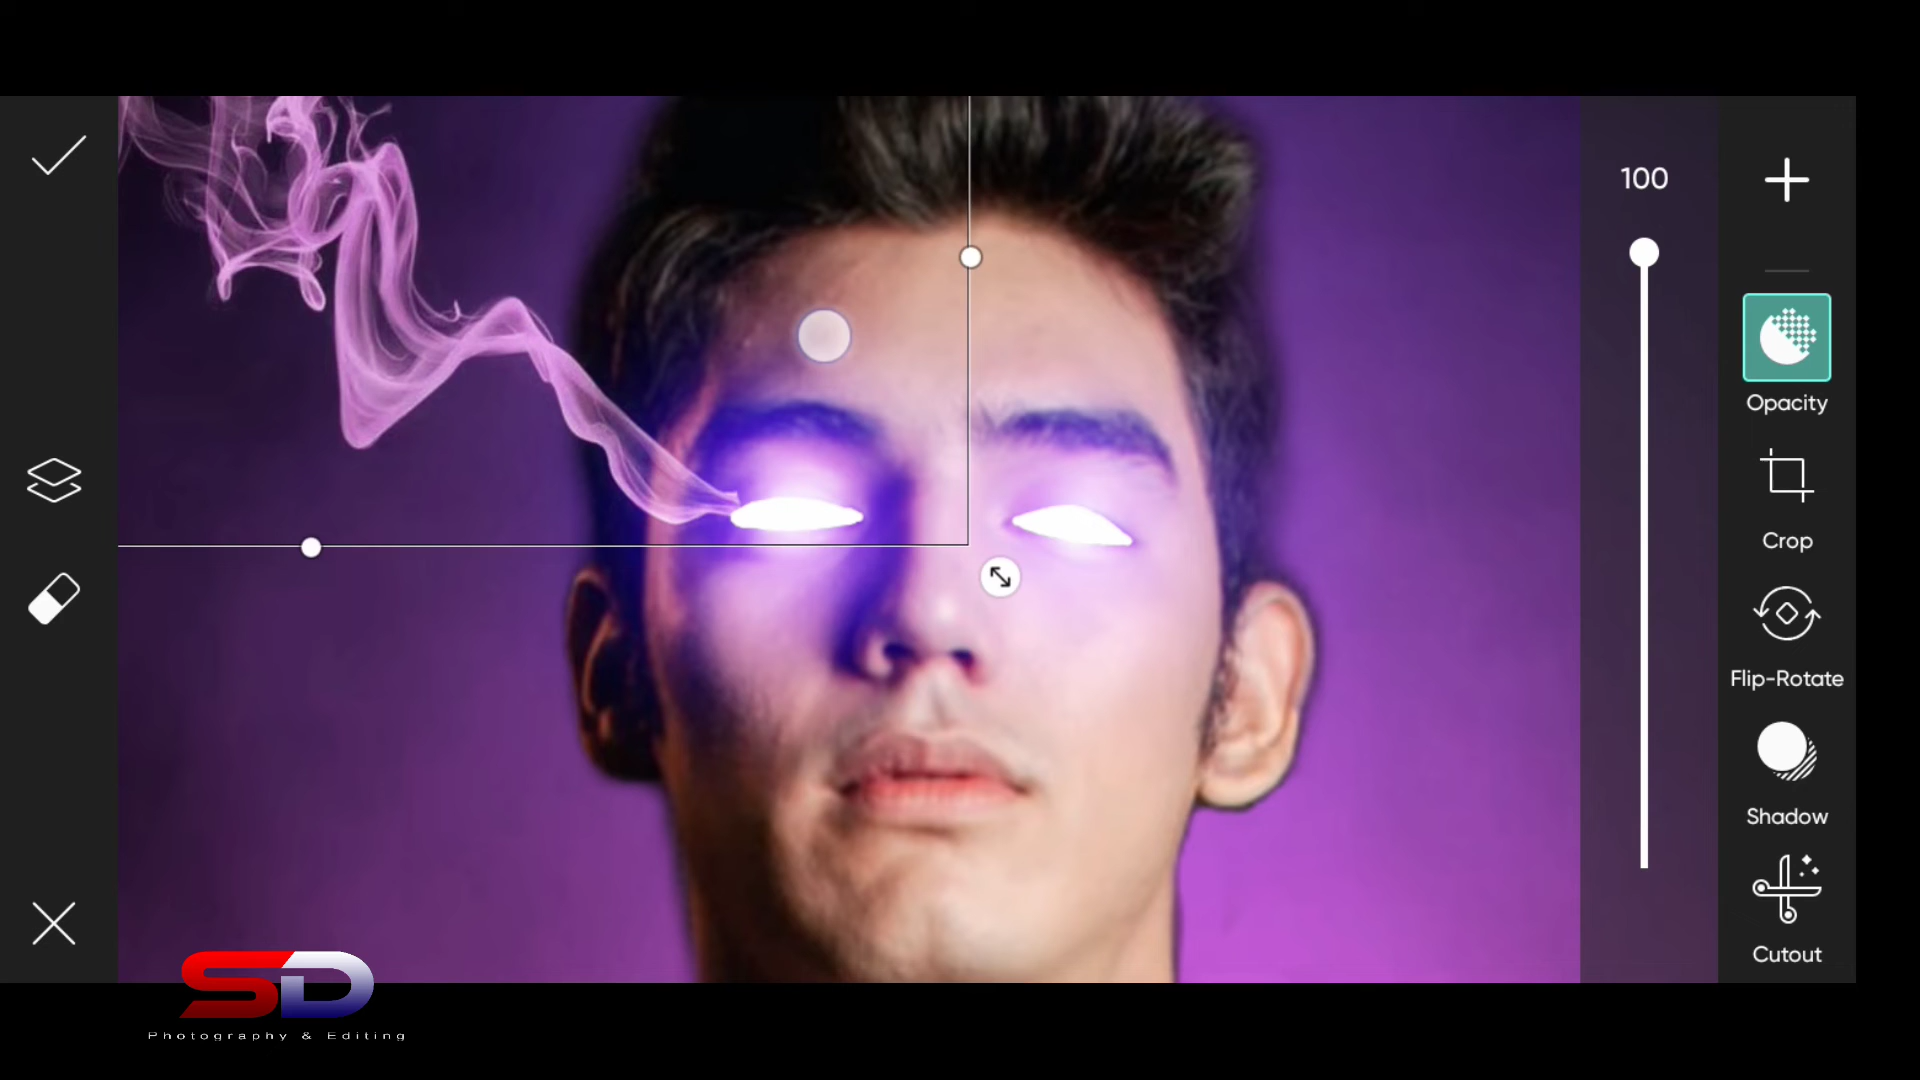 100
Opacity
Crop
Flip-Rotate
Shadow
Cutout
SD
Photography & Editing